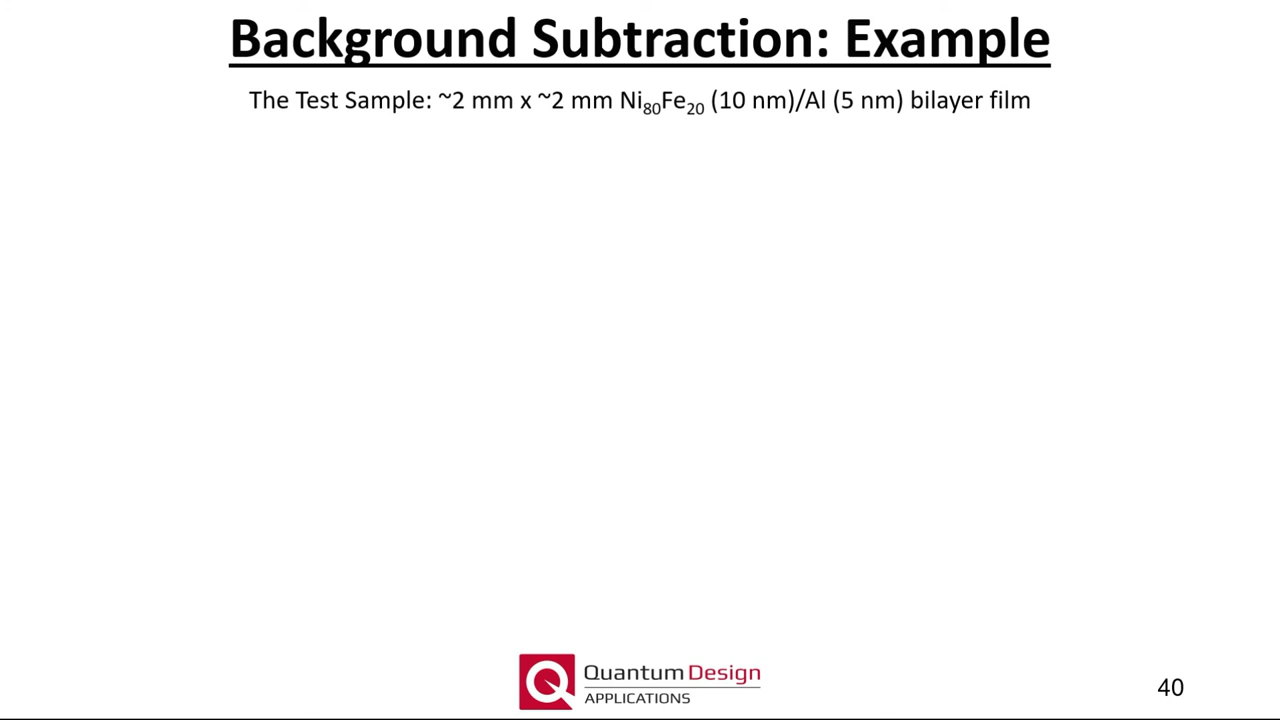 Background Subtraction: Example
The Test Sample: ~2 mm x ~2 mm Ni₈₀Fe₂₀ (10 nm)/Al (5 nm) bilayer film
Quantum Design
APPLICATIONS
40